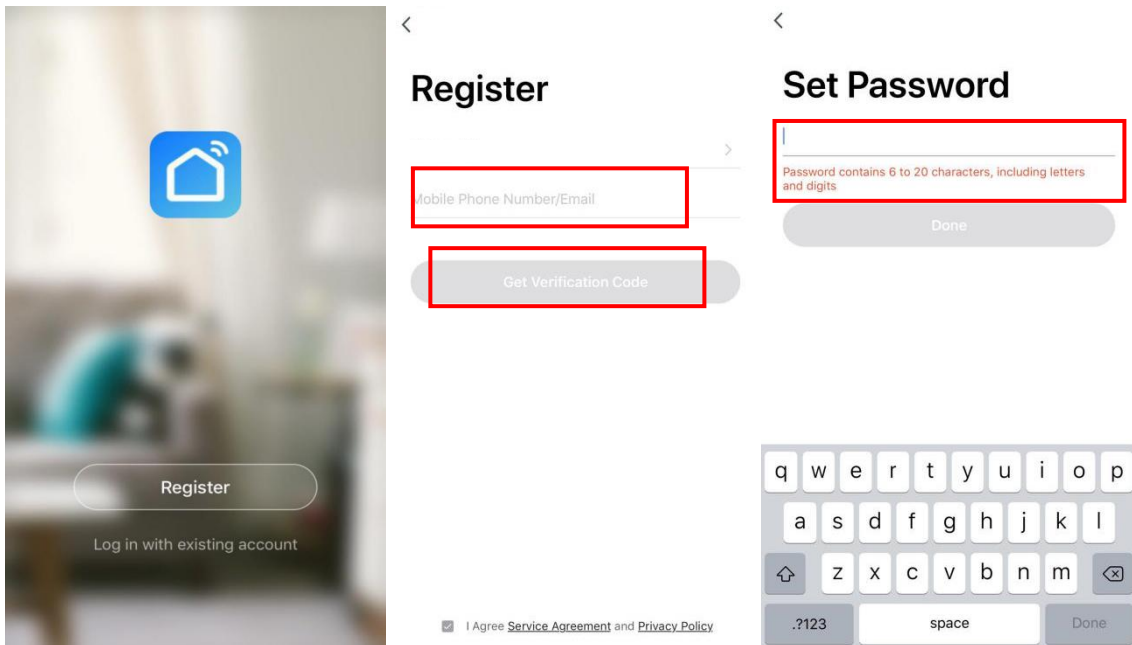 Register
Log in with existing account
Register
Mobile Phone Number/Email
Get Verification Code
I Agree Service Agreement and Privacy Policy
Set Password
Password contains 6 to 20 characters, including letters
and digits
Done
q w e r t y u i o p
a s d f g h j k l
z x c v b n m
.?123 space Done